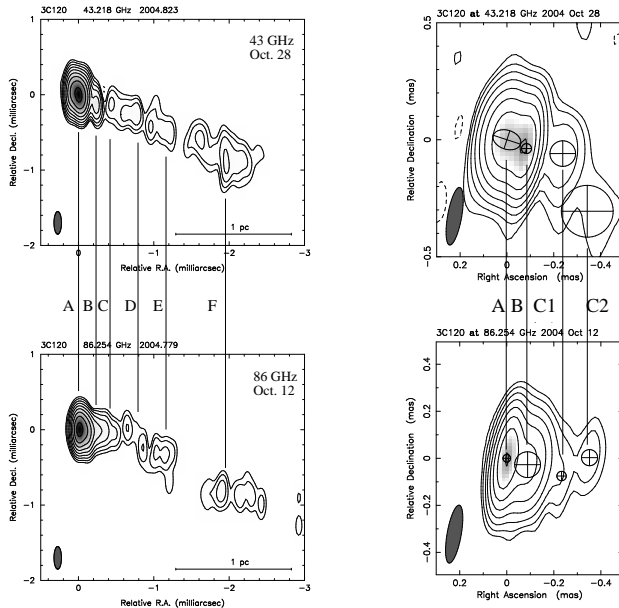 3C120 43.218 GHz 2004.823
43 GHz
Oct. 28
Relative Decl. (milliarcsec)
1
0
−1
−2
1 pc
0 −1 −2 −3
Relative R.A. (milliarcsec)
A B C D E F
3C120 86.254 GHz 2004.779
86 GHz
Oct. 12
Relative Decl. (milliarcsec)
1
0
−1
−2
1 pc
0 −1 −2 −3
Relative R.A. (milliarcsec)
3C120 at 43.218 GHz 2004 Oct 28
Relative Declination (mas)
0.5
0
−0.5
0.2 0 −0.2 −0.4
Right Ascension (mas)
A B C1 C2
3C120 at 86.254 GHz 2004 Oct 12
Relative Declination (mas)
0.4
0.2
0
−0.2
−0.4
0.2 0 −0.2 −0.4
Right Ascension (mas)